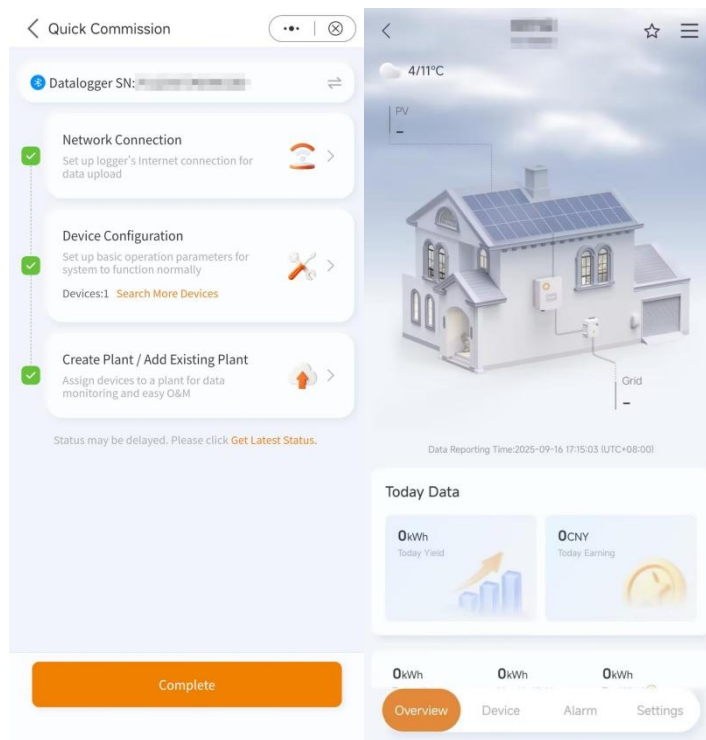 Quick Commission
Datalogger SN:
Network Connection
Set up logger's Internet connection for
data upload
Device Configuration
Set up basic operation parameters for
system to function normally
Devices:1 Search More Devices
Create Plant / Add Existing Plant
Assign devices to a plant for data
monitoring and easy O&M
Status may be delayed. Please click Get Latest Status.
Complete
4/11°C
PV
–
Grid
–
Data Reporting Time:2025-09-16 17:15:03 (UTC+08:00)
Today Data
0kWh
Today Yield
0CNY
Today Earning
0kWh
0kWh
0kWh
Overview
Device
Alarm
Settings